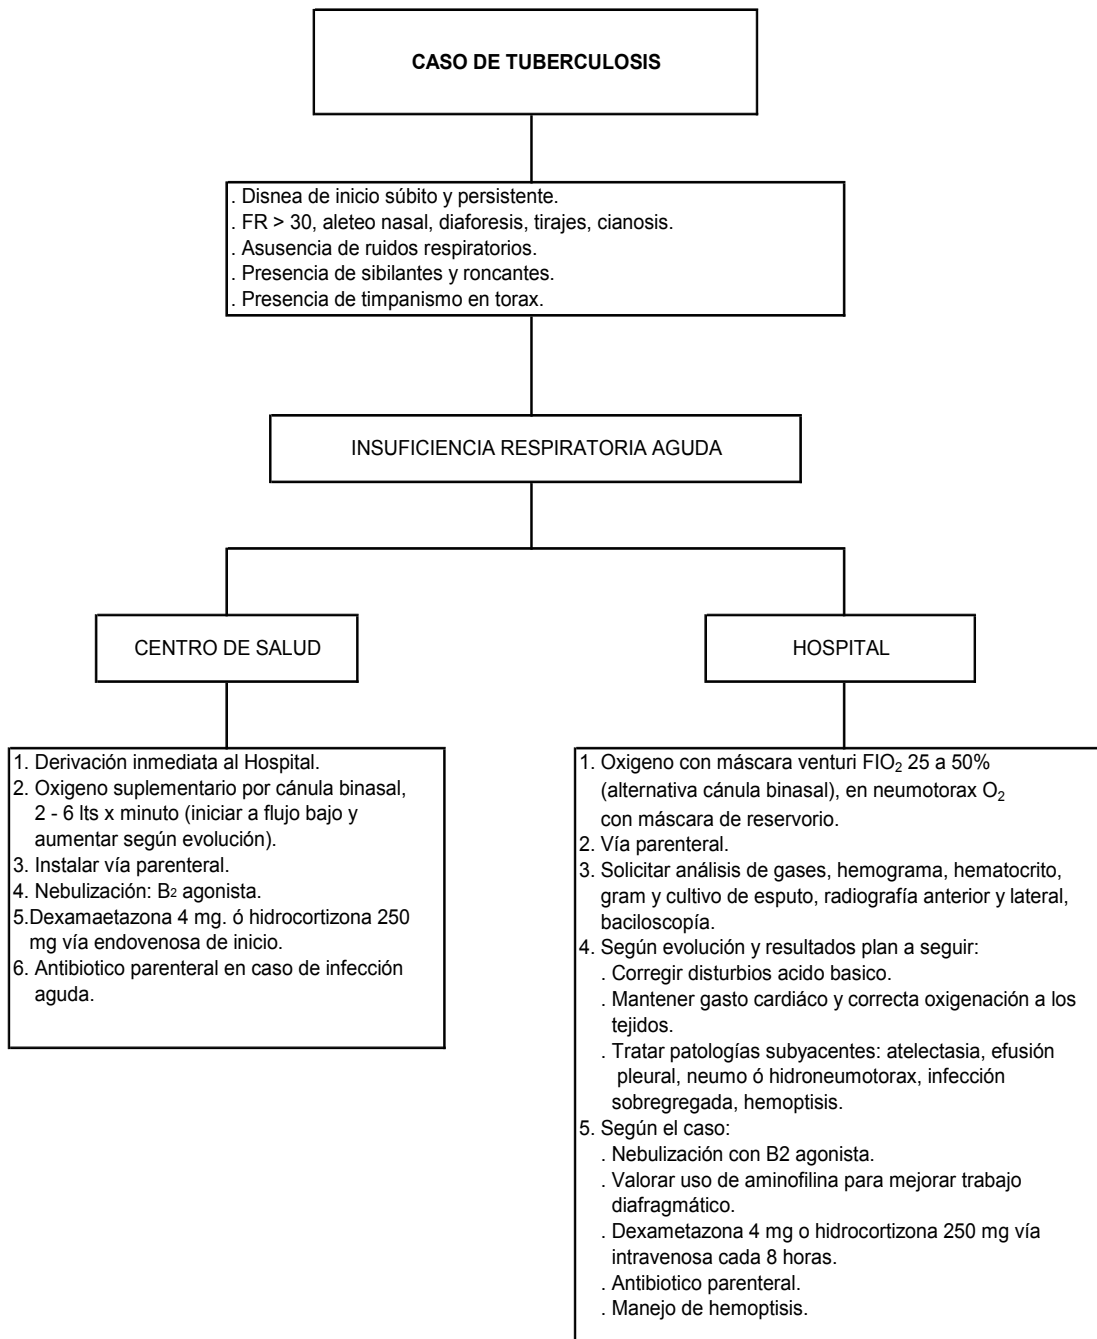 CASO DE TUBERCULOSIS
. Disnea de inicio súbito y persistente.
. FR > 30, aleteo nasal, diaforesis, tirajes, cianosis.
. Asusencia de ruidos respiratorios.
. Presencia de sibilantes y roncantes.
. Presencia de timpanismo en torax.
INSUFICIENCIA RESPIRATORIA AGUDA
CENTRO DE SALUD
1. Derivación inmediata al Hospital.
2. Oxigeno suplementario por cánula binasal,
2 - 6 lts x minuto (iniciar a flujo bajo y
aumentar según evolución).
3. Instalar vía parenteral.
4. Nebulización: B2 agonista.
5.Dexamaetazona 4 mg. ó hidrocortizona 250
mg vía endovenosa de inicio.
6. Antibiotico parenteral en caso de infección
aguda.
HOSPITAL
1. Oxigeno con máscara venturi FIO₂ 25 a 50%
(alternativa cánula binasal), en neumotorax O₂
con máscara de reservorio.
2. Vía parenteral.
3. Solicitar análisis de gases, hemograma, hematocrito,
gram y cultivo de esputo, radiografía anterior y lateral,
baciloscopía.
4. Según evolución y resultados plan a seguir:
. Corregir disturbios acido basico.
. Mantener gasto cardiáco y correcta oxigenación a los
tejidos.
. Tratar patologías subyacentes: atelectasia, efusión
pleural, neumo ó hidroneumotorax, infección
sobregregada, hemoptisis.
5. Según el caso:
. Nebulización con B2 agonista.
. Valorar uso de aminofilina para mejorar trabajo
diafragmático.
. Dexametazona 4 mg o hidrocortizona 250 mg vía
intravenosa cada 8 horas.
. Antibiotico parenteral.
. Manejo de hemoptisis.